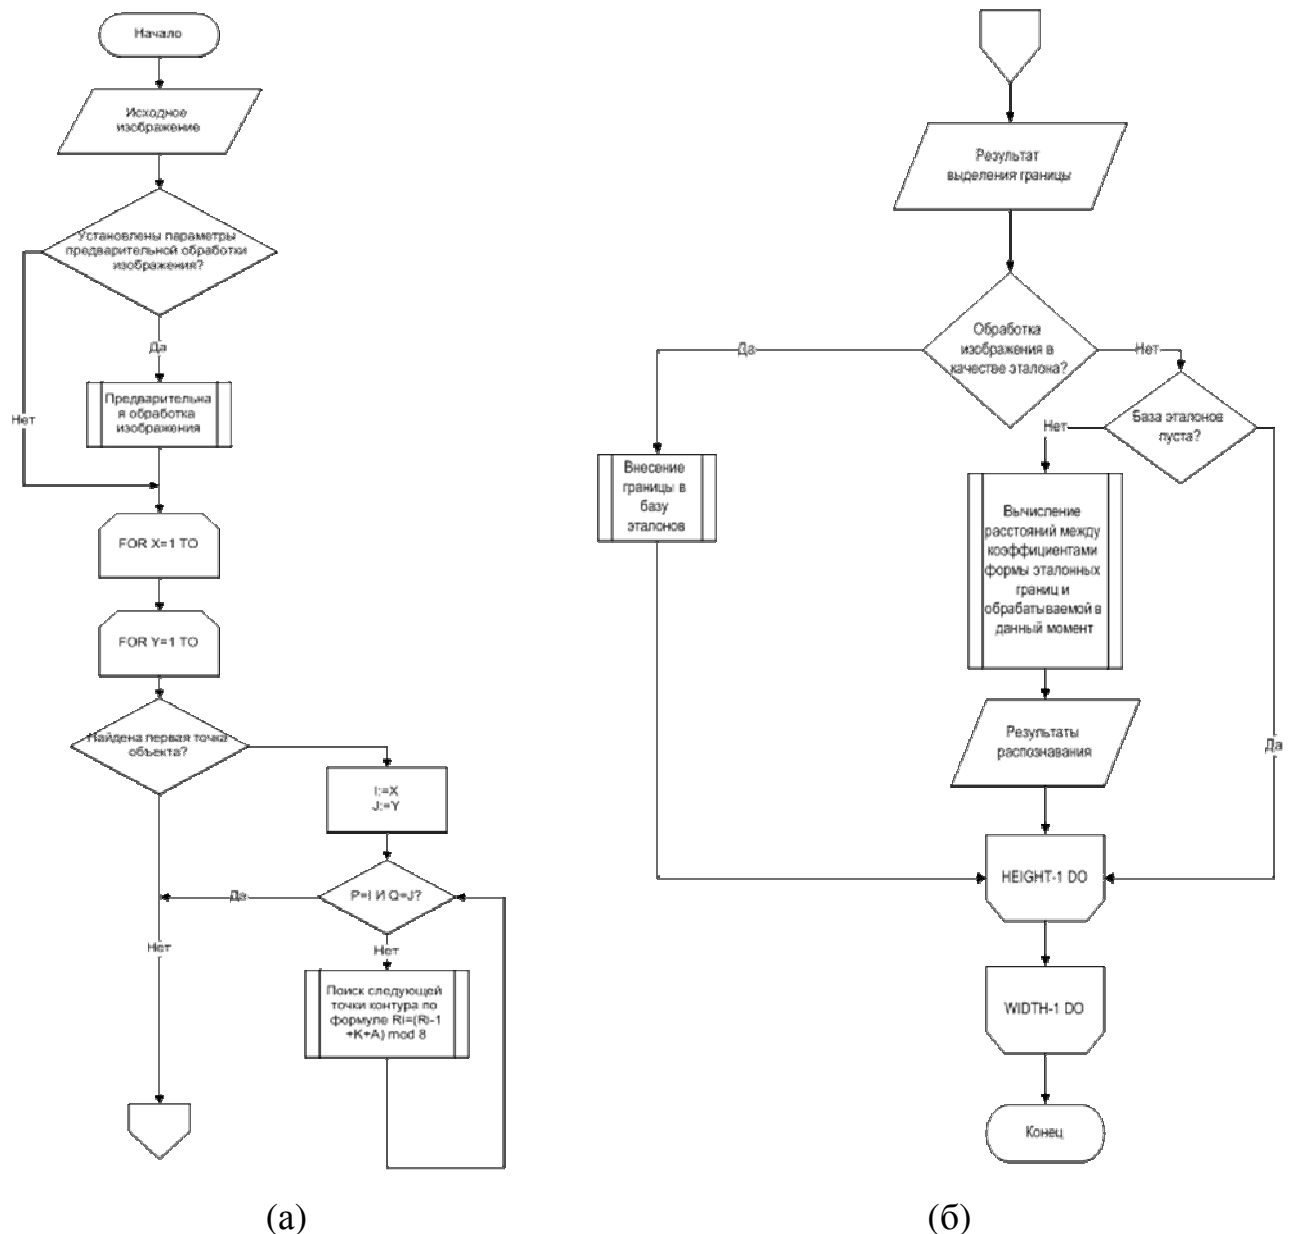 Начало
Исходное
изображение
Установлены параметры
предварительной обработки
изображения?
Да
Предварительна
я обработка
изображения
Нет
FOR X=1 TO
FOR Y=1 TO
Найдена первая точка
объекта?
I:=X
J:=Y
P=I И Q=J?
Да
Нет
Нет
Поиск следующей
точки контура по
формуле Ri=(Ri-1
+K+A) mod 8
(а)
Результат
выделения границы
Обработка
изображения в
качестве эталона?
Да
Нет
База эталонов
пуста?
Нет
Внесение
границы в
базу
эталонов
Вычисление
расстояний между
коэффициентами
формы эталонных
границ и
обрабатываемой в
данный момент
Результаты
распознавания
Да
HEIGHT-1 DO
WIDTH-1 DO
Конец
(б)